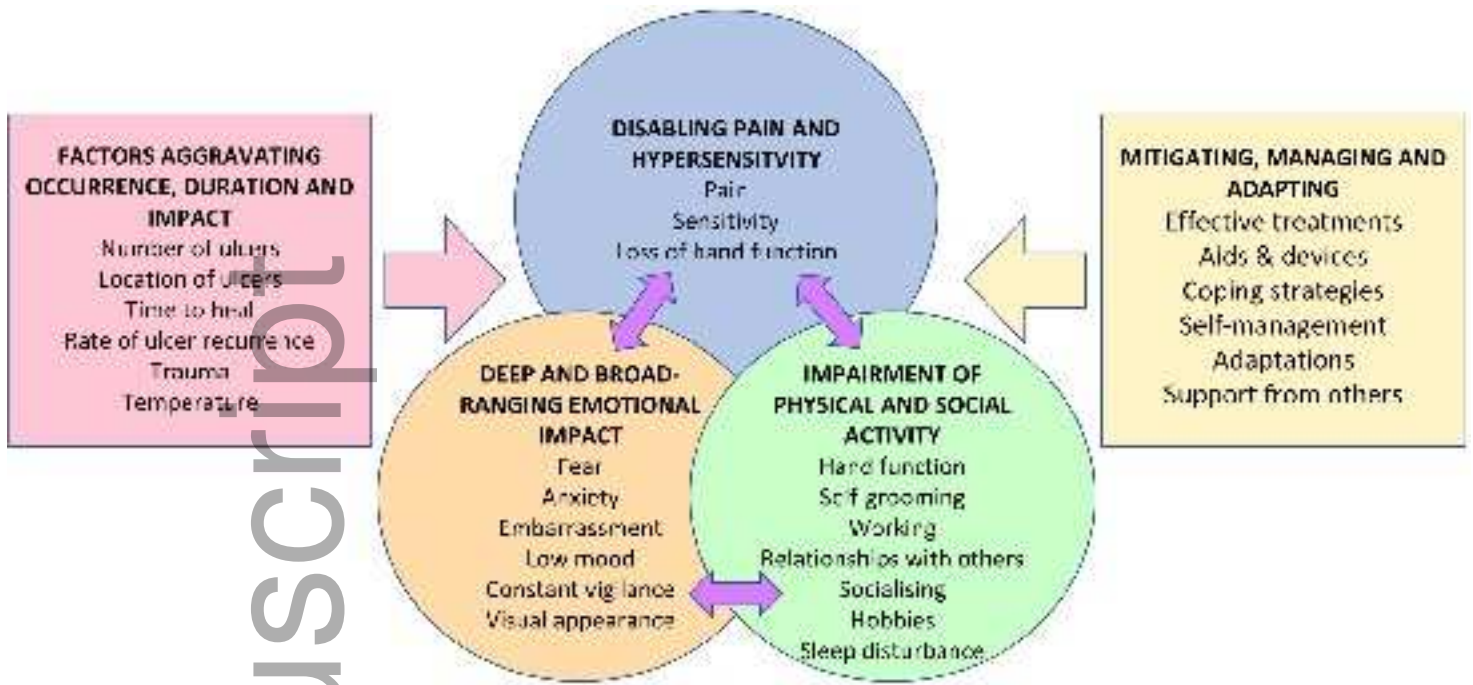 FACTORS AGGRAVATING
OCCURRENCE, DURATION AND
IMPACT
Number of ulcers
Location of ulcers
Time to heal
Rate of ulcer recurrence
Trauma
Temperature
DISABLING PAIN AND
HYPERSENSITVITY
Pain
Sensitivity
Loss of hand function
DEEP AND BROAD-
RANGING EMOTIONAL
IMPACT
Fear
Anxiety
Embarrassment
Low mood
Constant vigilance
Visual appearance
IMPAIRMENT OF
PHYSICAL AND SOCIAL
ACTIVITY
Hand function
Self grooming
Working
Relationships with others
Socialising
Hobbies
Sleep disturbance
MITIGATING, MANAGING AND
ADAPTING
Effective treatments
Aids & devices
Coping strategies
Self-management
Adaptations
Support from others
uscript